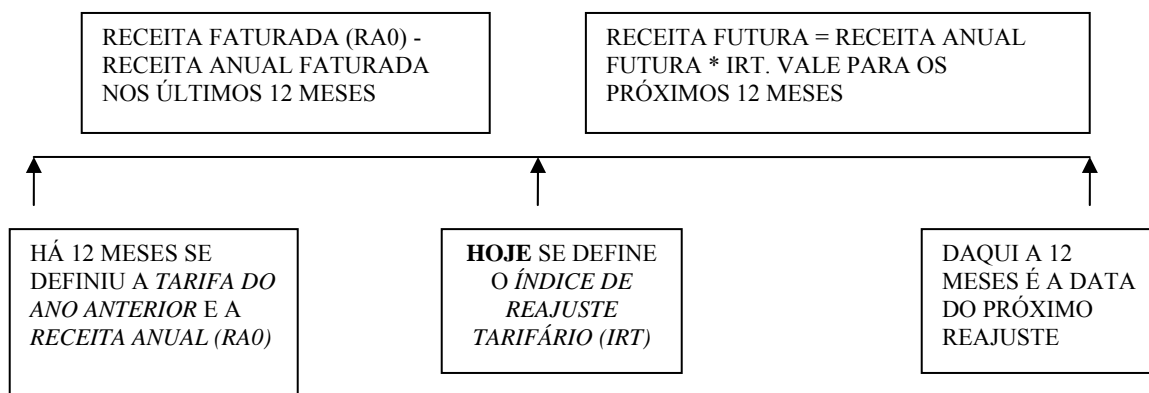 RECEITA FATURADA (RA0) -
RECEITA ANUAL FATURADA
NOS ÚLTIMOS 12 MESES
RECEITA FUTURA = RECEITA ANUAL
FUTURA * IRT. VALE PARA OS
PRÓXIMOS 12 MESES
HÁ 12 MESES SE
DEFINIU A TARIFA DO
ANO ANTERIOR E A
RECEITA ANUAL (RA0)
HOJE SE DEFINE
O ÍNDICE DE
REAJUSTE
TARIFÁRIO (IRT)
DAQUI A 12
MESES É A DATA
DO PRÓXIMO
REAJUSTE